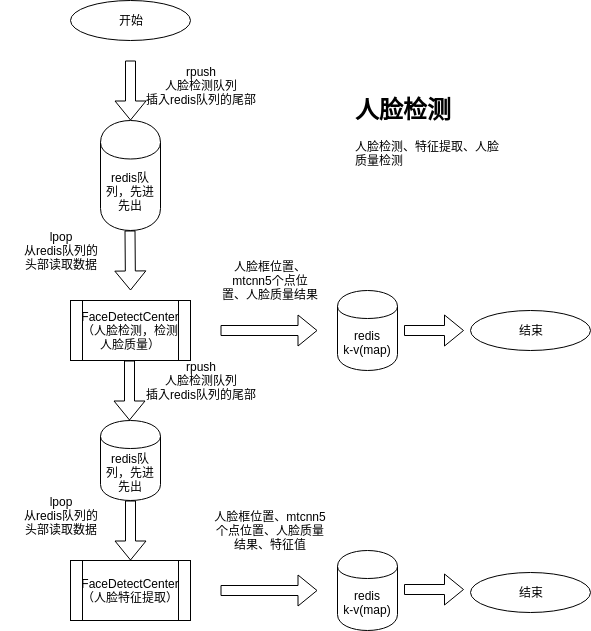 开始
rpush
人脸检测队列
插入redis队列的尾部
人脸检测
人脸检测、特征提取、人脸
质量检测
redis队
列，先进
先出
lpop
从redis队列的
头部读取数据
人脸框位置、
mtcnn5个点位
置、人脸质量结果
FaceDetectCenter
（人脸检测，检测
人脸质量）
redis
k-v(map)
结束
rpush
人脸检测队列
插入redis队列的尾部
redis队
列，先进
先出
lpop
从redis队列的
头部读取数据
人脸框位置、mtcnn5
个点位置、人脸质量
结果、特征值
FaceDetectCenter
（人脸特征提取）
redis
k-v(map)
结束